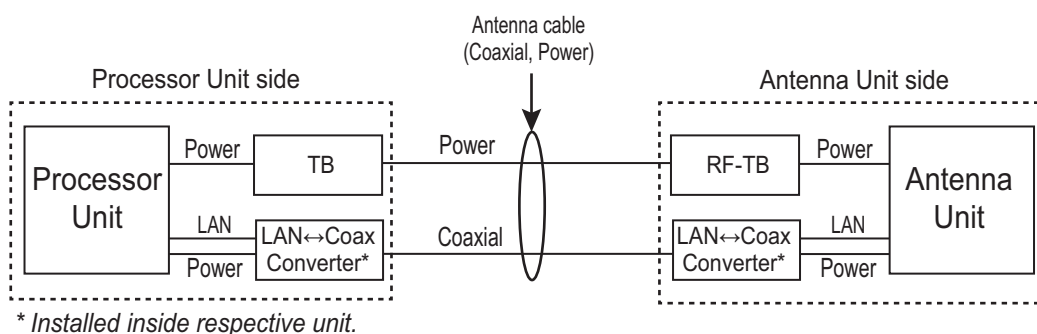 Antenna cable
(Coaxial, Power)
Processor Unit side
Antenna Unit side
Processor
Unit
Power
TB
Power
RF-TB
Power
Antenna
Unit
LAN
Power
LAN↔Coax
Converter*
Coaxial
LAN↔Coax
Converter*
LAN
Power
* Installed inside respective unit.